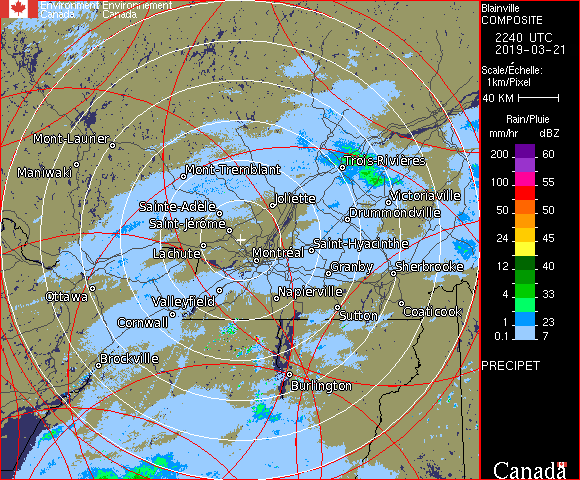 Environment Environnement
Canada Canada
Blainville
COMPOSITE
2240 UTC
2019-03-21
Scale/Échelle:
1km/Pixel
40 KM
Rain/Pluie
mm/hr dBZ
200 60
100 55
50 50
24 45
12 40
4 33
1 23
0.1 7
PRECIPET
Canada
Mont-Laurier
Maniwaki
Mont-Tremblant
Trois-Rivières
Sainte-Adèle
Joliette
Victoriaville
Drummondville
Saint-Jérôme
Lachute
Montréal
Saint-Hyacinthe
Granby
Sherbrooke
Ottawa
Valleyfield
Napierville
Cornwall
Sutton
Coaticook
Brockville
Burlington